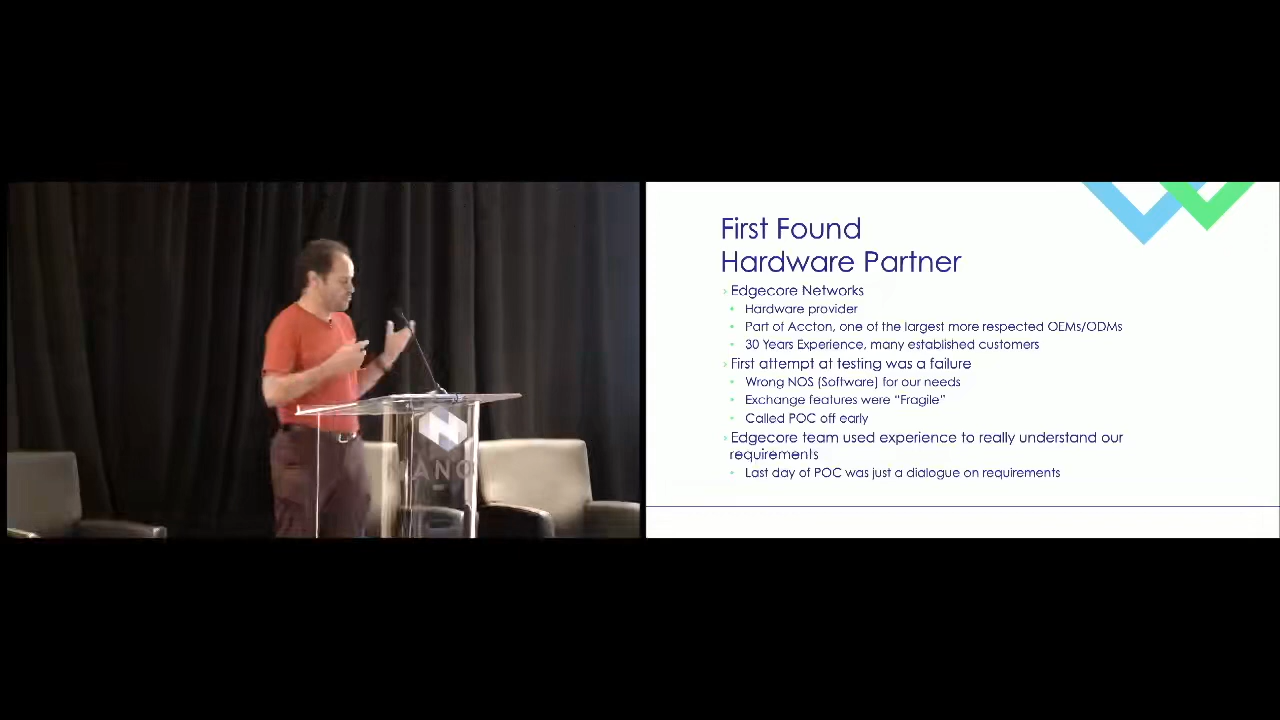 First Found
Hardware Partner
Edgecore Networks
Hardware provider
Part of Accton, one of the largest more respected OEMs/ODMs
30 Years Experience, many established customers
First attempt at testing was a failure
Wrong NOS (Software) for our needs
Exchange features were “Fragile”
Called POC off early
Edgecore team used experience to really understand our
requirements
Last day of POC was just a dialogue on requirements
NANOG